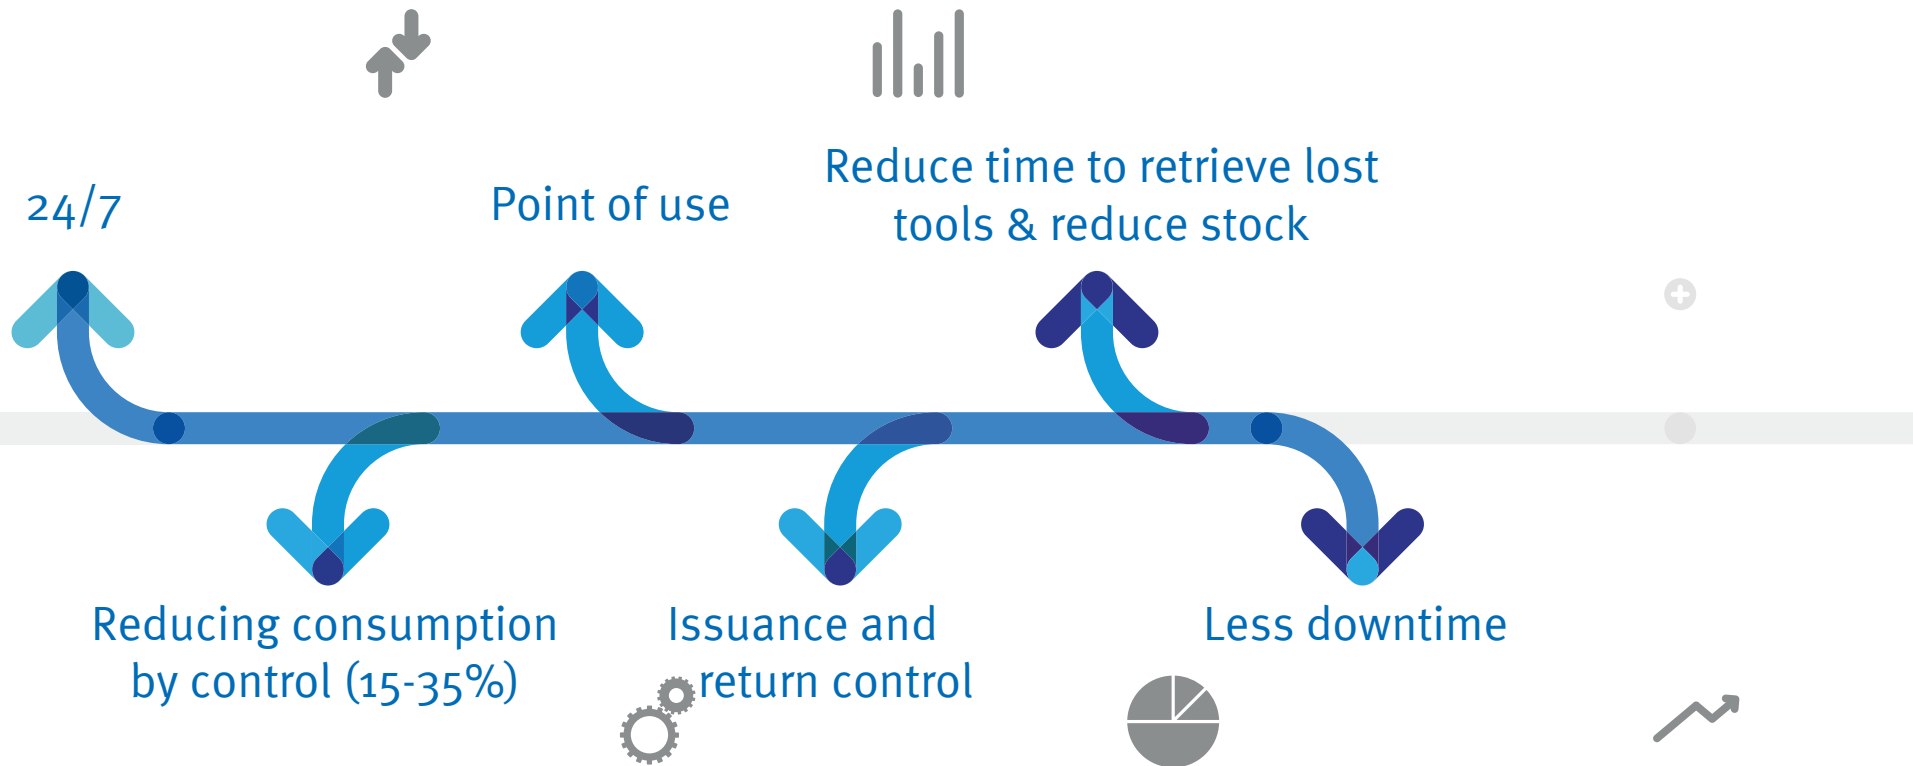 24/7
Point of use
Reduce time to retrieve lost
tools & reduce stock
Reducing consumption
by control (15-35%)
Issuance and
return control
Less downtime